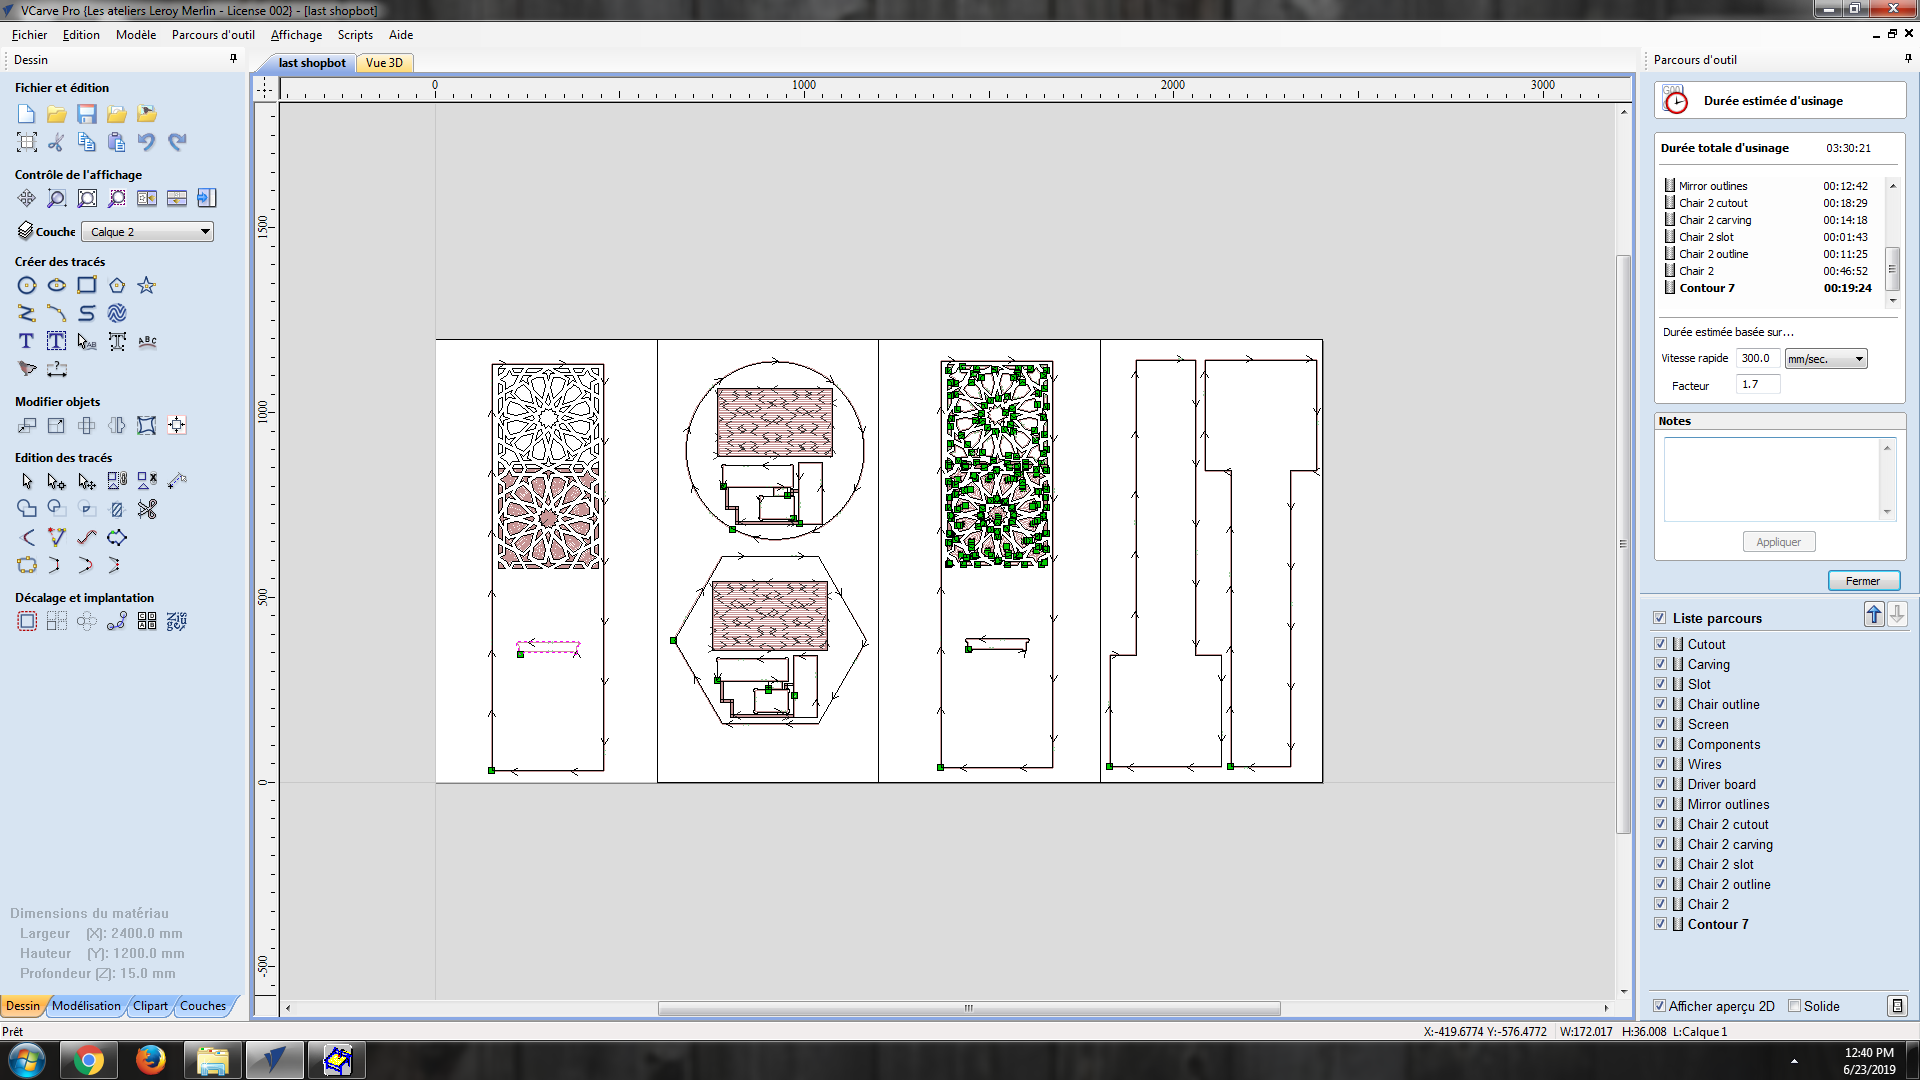 VCarve Pro {Les ateliers Leroy Merlin - License 002} - [last shopbot]
Fichier Edition Modèle Parcours d'outil Affichage Scripts Aide
Dessin
last shopbot Vue 3D
Parcours d'outil
Fichier et édition
Contrôle de l'affichage
Couche Calque 2
Créer des tracés
Modifier objets
Edition des tracés
Décalage et implantation
Dimensions du matériau
Largeur (X): 2400.0 mm
Hauteur (Y): 1200.0 mm
Profondeur (Z): 15.0 mm
Dessin Modélisation Clipart Couches
Prêt
0 1000 2000 3000
1500
1000
500
0
-500
Durée estimée d'usinage
Durée totale d'usinage 03:30:21
Mirror outlines 00:12:42
Chair 2 cutout 00:18:29
Chair 2 carving 00:14:18
Chair 2 slot 00:01:43
Chair 2 outline 00:11:25
Chair 2 00:46:52
Contour 7 00:19:24
Durée estimée basée sur...
Vitesse rapide 300.0 mm/sec.
Facteur 1.7
Notes
Appliquer
Fermer
Liste parcours
Cutout
Carving
Slot
Chair outline
Screen
Components
Wires
Driver board
Mirror outlines
Chair 2 cutout
Chair 2 carving
Chair 2 slot
Chair 2 outline
Chair 2
Contour 7
Afficher aperçu 2D Solide
X:-419.6774 Y:-576.4772 W:172.017 H:36.008 L:Calque 1
12:40 PM
6/23/2019